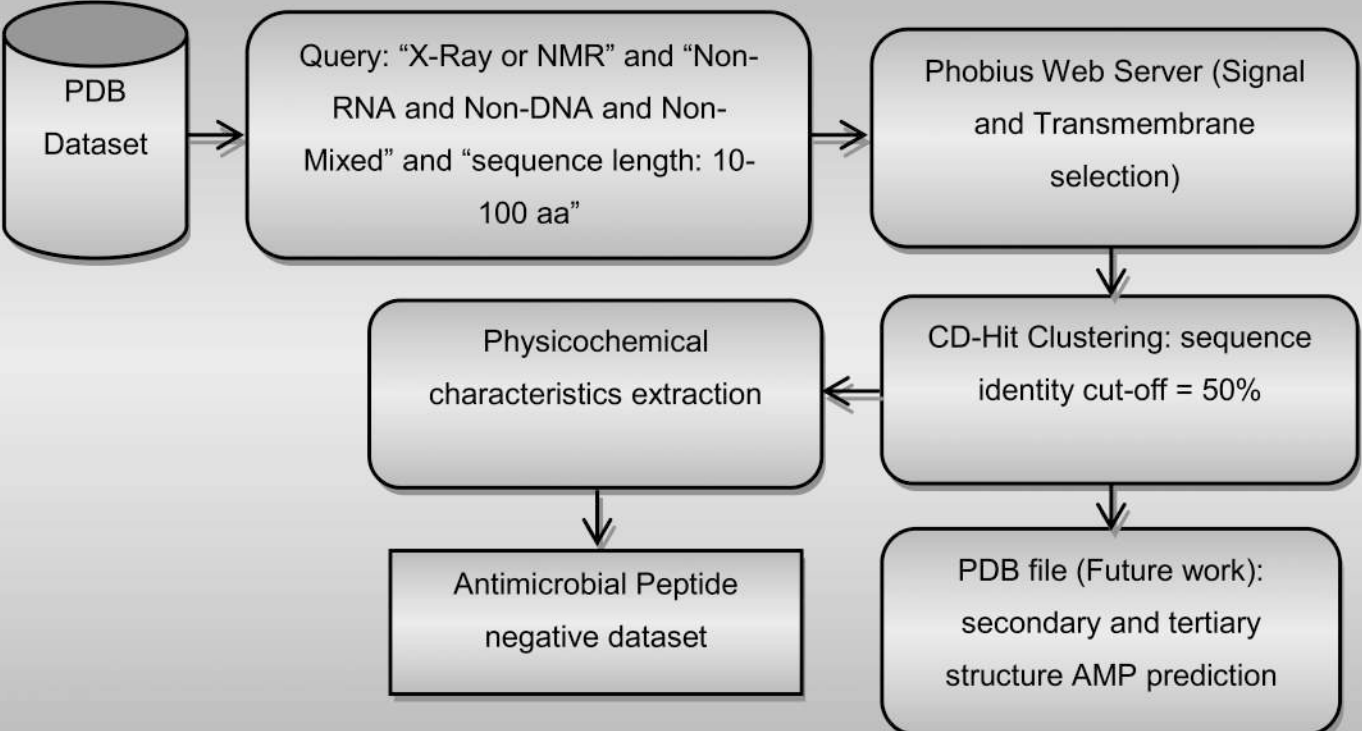 PDB
Dataset
Query: “X-Ray or NMR” and “Non-
RNA and Non-DNA and Non-
Mixed” and “sequence length: 10-
100 aa”
Phobius Web Server (Signal
and Transmembrane
selection)
CD-Hit Clustering: sequence
identity cut-off = 50%
Physicochemical
characteristics extraction
Antimicrobial Peptide
negative dataset
PDB file (Future work):
secondary and tertiary
structure AMP prediction